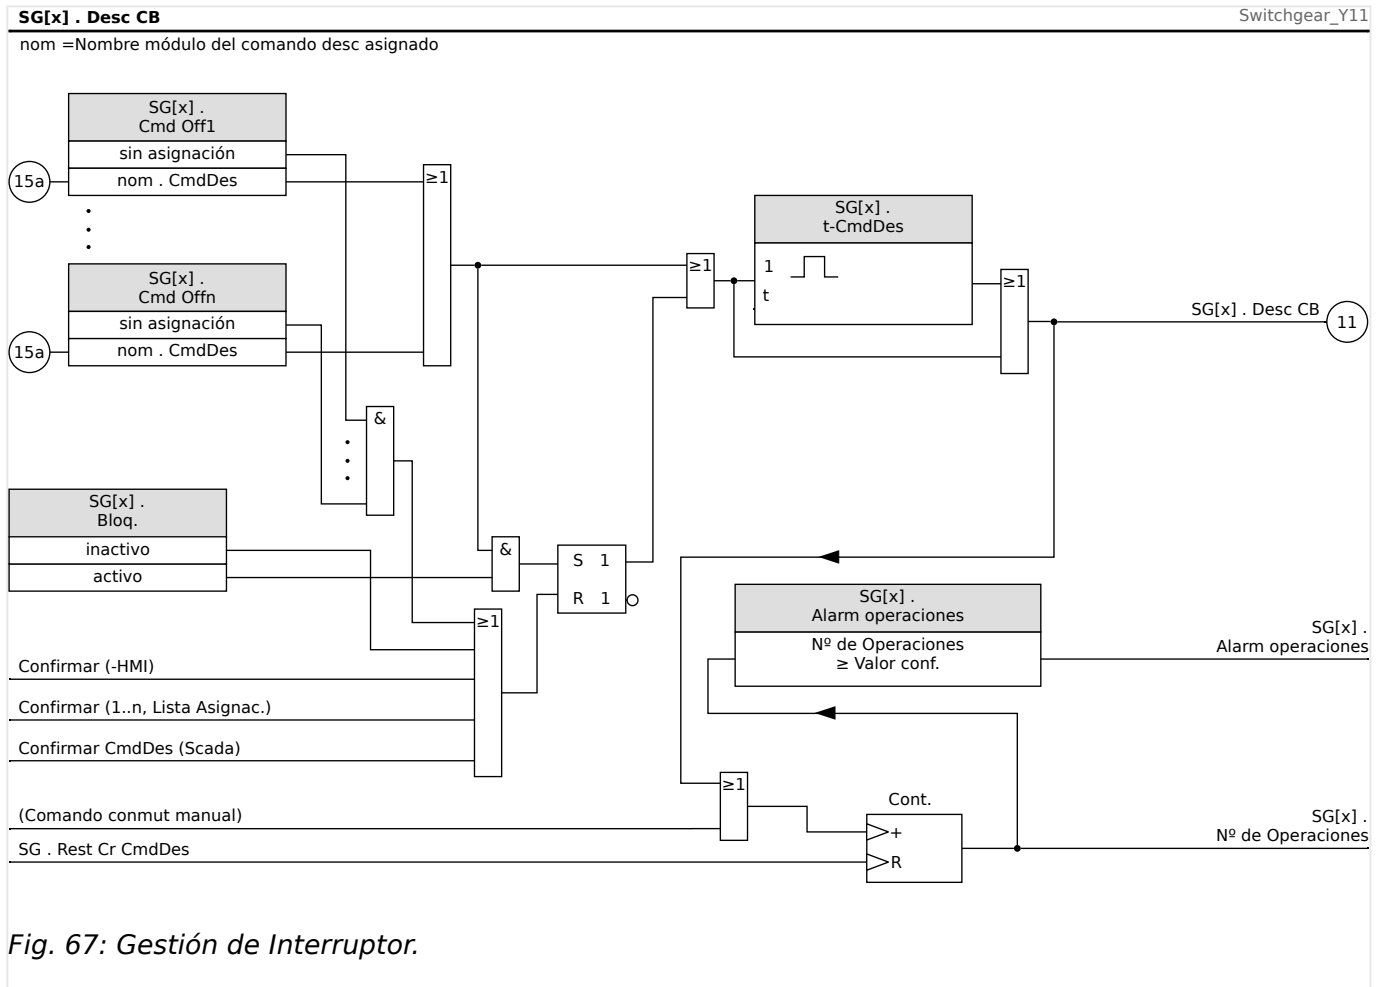 SG[x] . Desc CB
Switchgear_Y11
nom =Nombre módulo del comando desc asignado
SG[x] .
Cmd Off1
sin asignación
15a
nom . CmdDes
≥1
SG[x] .
t-CmdDes
1
t
≥1
≥1
SG[x] .
Cmd Offn
sin asignación
15a
nom . CmdDes
SG[x] . Desc CB
11
&
SG[x] .
Bloq.
inactivo
activo
&
S 1
R 1
≥1
SG[x] .
Alarm operaciones
Nº de Operaciones
≥ Valor conf.
SG[x] .
Alarm operaciones
Confirmar (-HMI)
Confirmar (1..n, Lista Asignac.)
Confirmar CmdDes (Scada)
≥1
(Comando conmut manual)
Cont.
+
R
SG[x] .
Nº de Operaciones
SG . Rest Cr CmdDes
Fig. 67: Gestión de Interruptor.